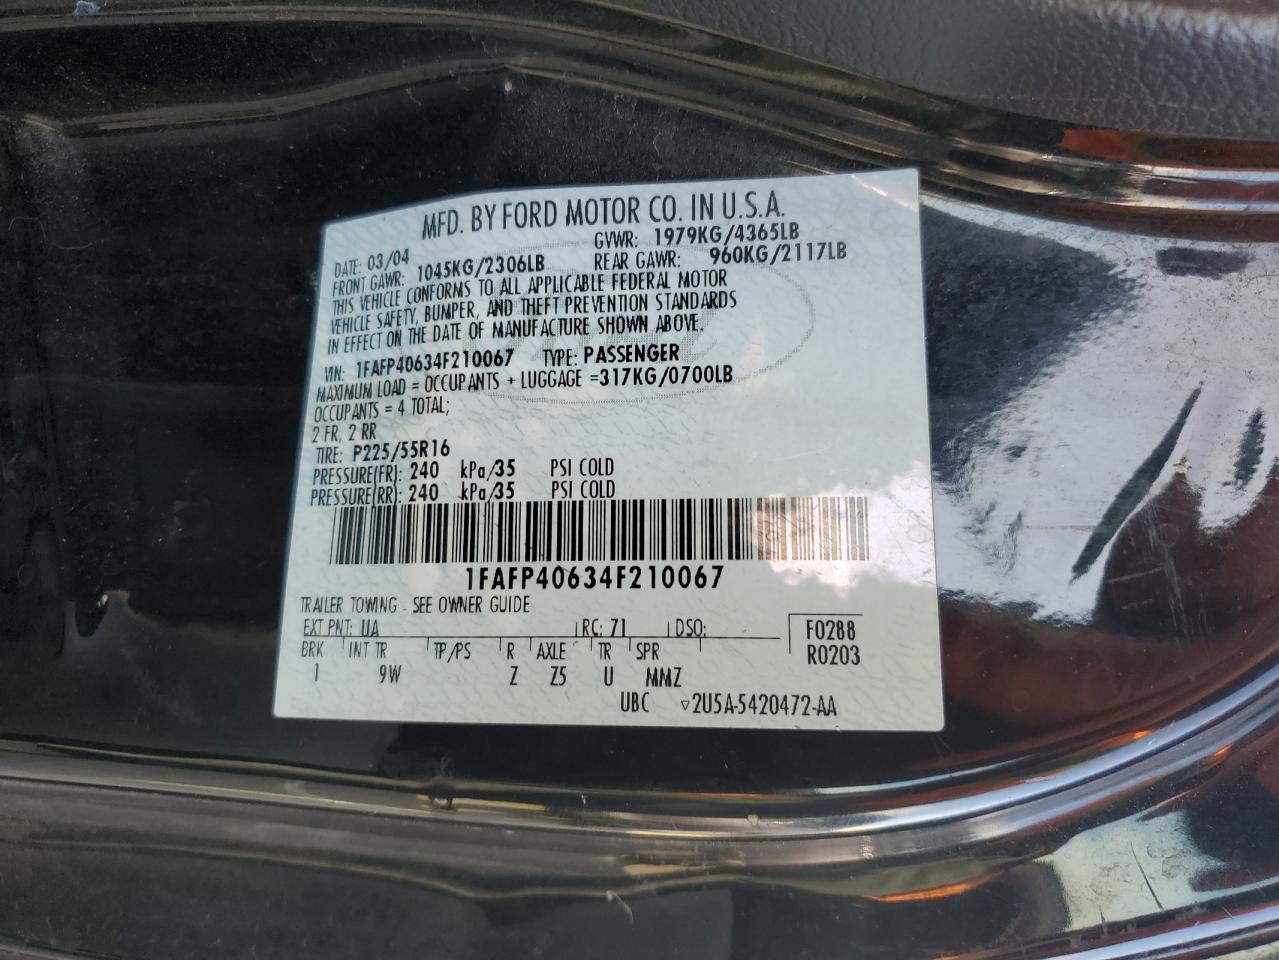 MFD. BY FORD MOTOR CO. IN U.S.A.
DATE: 03/04 GVWR: 1979KG/4365LB
FRONT GAWR: 1045KG/2306LB REAR GAWR: 960KG/2117LB
THIS VEHICLE CONFORMS TO ALL APPLICABLE FEDERAL MOTOR
VEHICLE SAFETY, BUMPER, AND THEFT PREVENTION STANDARDS
IN EFFECT ON THE DATE OF MANUFACTURE SHOWN ABOVE.
VIN: 1FAFP40634F210067 TYPE: PASSENGER
MAXIMUM LOAD = OCCUPANTS + LUGGAGE =317KG/0700LB
OCCUPANTS = 4 TOTAL;
2 FR, 2 RR
TIRE: P225/55R16
PRESSURE(FR): 240 kPa/35 PSI COLD
PRESSURE(RR): 240 kPa/35 PSI COLD
1FAFP40634F210067
TRAILER TOWING - SEE OWNER GUIDE
EXT PNT: UA RC: 71 DSO: F0288
BRK INT TR TP/PS R AXLE TR SPR R0203
1 9W Z Z5 U MMZ
UBC ▽2U5A-5420472-AA